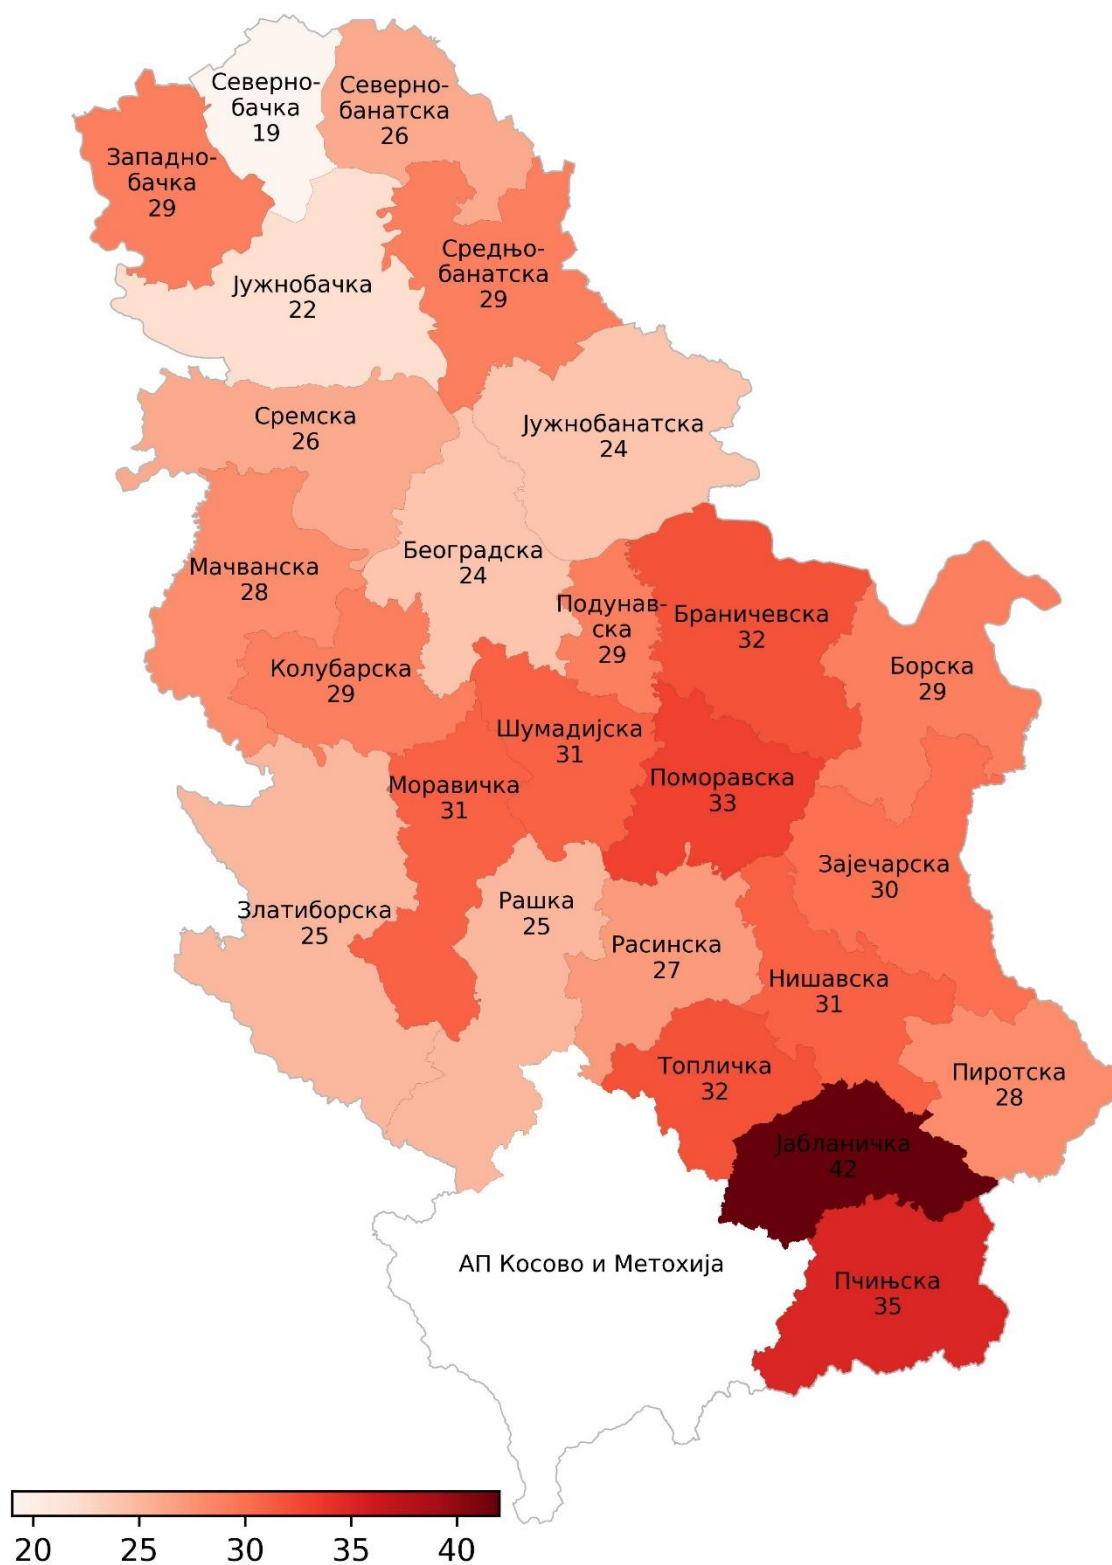 Северно-
бачка
19
Северно-
банатска
26
Западно-
бачка
29
Средњо-
банатска
29
Јужнобачка
22
Сремска
26
Јужнобанатска
24
Београдска
24
Мачванска
28
Подунав-
ска
29
Браничевска
32
Колубарска
29
Борска
29
Шумадијска
31
Моравичка
31
Поморавска
33
Зајечарска
30
Златиборска
25
Рашка
25
Расинска
27
Нишавска
31
Топличка
32
Пиротска
28
Јабланичка
42
АП Косово и Метохија
Пчињска
35
20 25 30 35 40